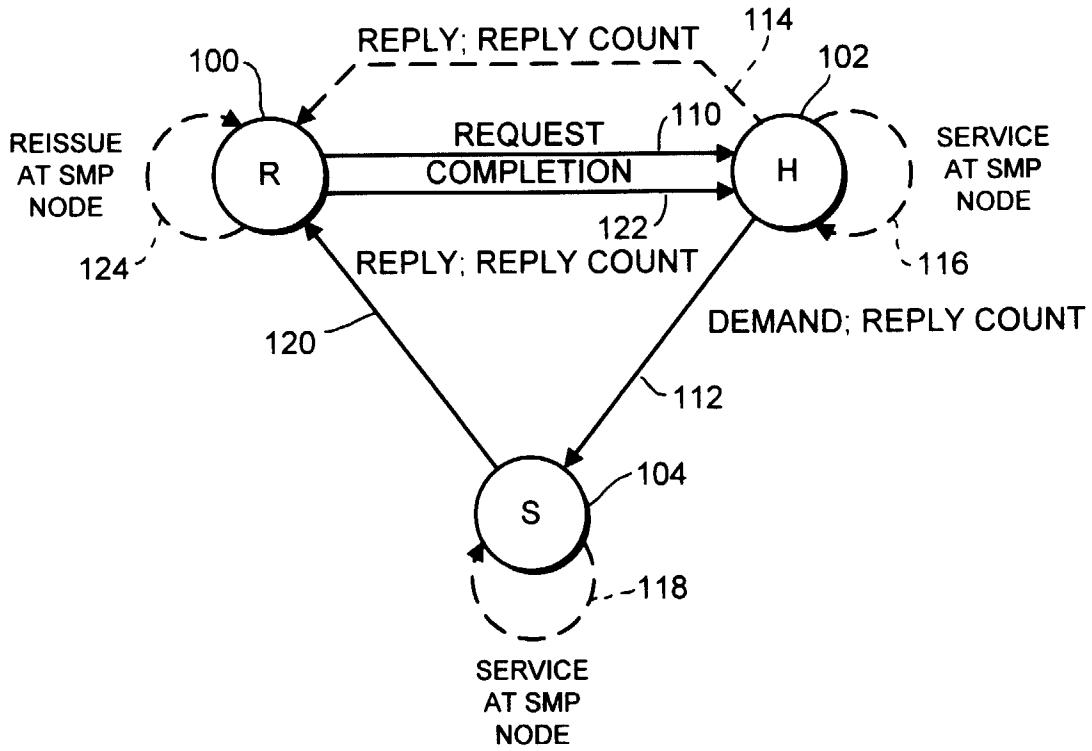 REPLY; REPLY COUNT
114
100
102
REISSUE
AT SMP
NODE
R
REQUEST
110
COMPLETION
122
H
SERVICE
AT SMP
NODE
124
REPLY; REPLY COUNT
116
120
DEMAND; REPLY COUNT
112
S
104
118
SERVICE
AT SMP
NODE